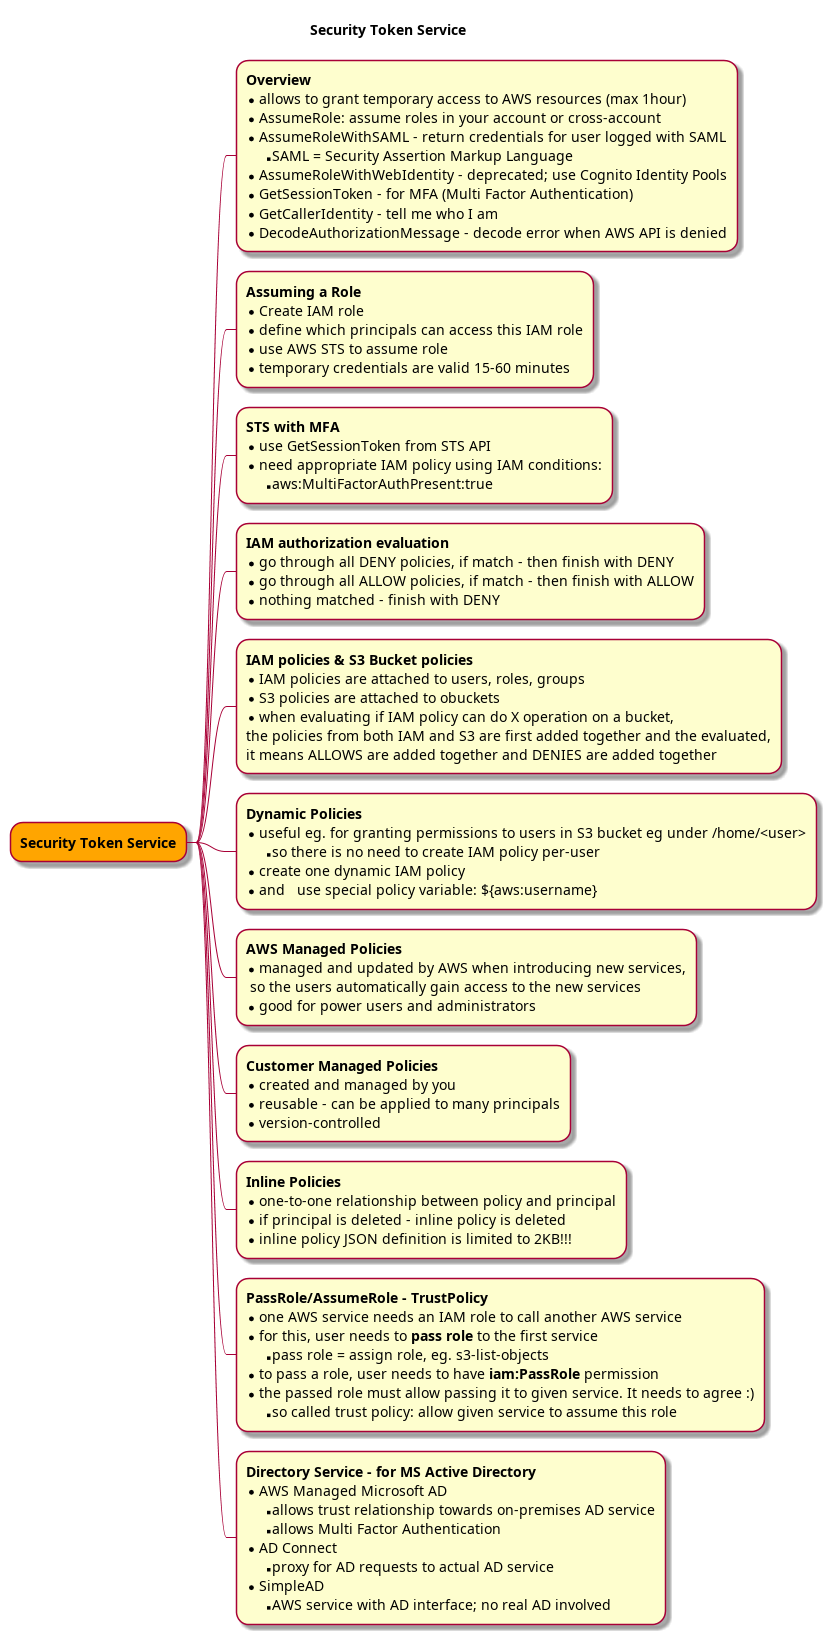 Security Token Service
Overview
• allows to grant temporary access to AWS resources (max 1hour)
• AssumeRole: assume roles in your account or cross-account
• AssumeRoleWithSAML - return credentials for user logged with SAML
▪ SAML = Security Assertion Markup Language
• AssumeRoleWithWebIdentity - deprecated; use Cognito Identity Pools
• GetSessionToken - for MFA (Multi Factor Authentication)
• GetCallerIdentity - tell me who I am
• DecodeAuthorizationMessage - decode error when AWS API is denied
Assuming a Role
• Create IAM role
• define which principals can access this IAM role
• use AWS STS to assume role
• temporary credentials are valid 15-60 minutes
STS with MFA
• use GetSessionToken from STS API
• need appropriate IAM policy using IAM conditions:
▪ aws:MultiFactorAuthPresent:true
IAM authorization evaluation
• go through all DENY policies, if match - then finish with DENY
• go through all ALLOW policies, if match - then finish with ALLOW
• nothing matched - finish with DENY
IAM policies & S3 Bucket policies
• IAM policies are attached to users, roles, groups
• S3 policies are attached to obuckets
• when evaluating if IAM policy can do X operation on a bucket,
the policies from both IAM and S3 are first added together and the evaluated,
it means ALLOWS are added together and DENIES are added together
Security Token Service
Dynamic Policies
• useful eg. for granting permissions to users in S3 bucket eg under /home/<user>
▪ so there is no need to create IAM policy per-user
• create one dynamic IAM policy
• and   use special policy variable: ${aws:username}
AWS Managed Policies
• managed and updated by AWS when introducing new services,
so the users automatically gain access to the new services
• good for power users and administrators
Customer Managed Policies
• created and managed by you
• reusable - can be applied to many principals
• version-controlled
Inline Policies
• one-to-one relationship between policy and principal
• if principal is deleted - inline policy is deleted
• inline policy JSON definition is limited to 2KB!!!
PassRole/AssumeRole - TrustPolicy
• one AWS service needs an IAM role to call another AWS service
• for this, user needs to pass role to the first service
▪ pass role = assign role, eg. s3-list-objects
• to pass a role, user needs to have iam:PassRole permission
• the passed role must allow passing it to given service. It needs to agree :)
▪ so called trust policy: allow given service to assume this role
Directory Service - for MS Active Directory
• AWS Managed Microsoft AD
▪ allows trust relationship towards on-premises AD service
▪ allows Multi Factor Authentication
• AD Connect
▪ proxy for AD requests to actual AD service
• SimpleAD
▪ AWS service with AD interface; no real AD involved